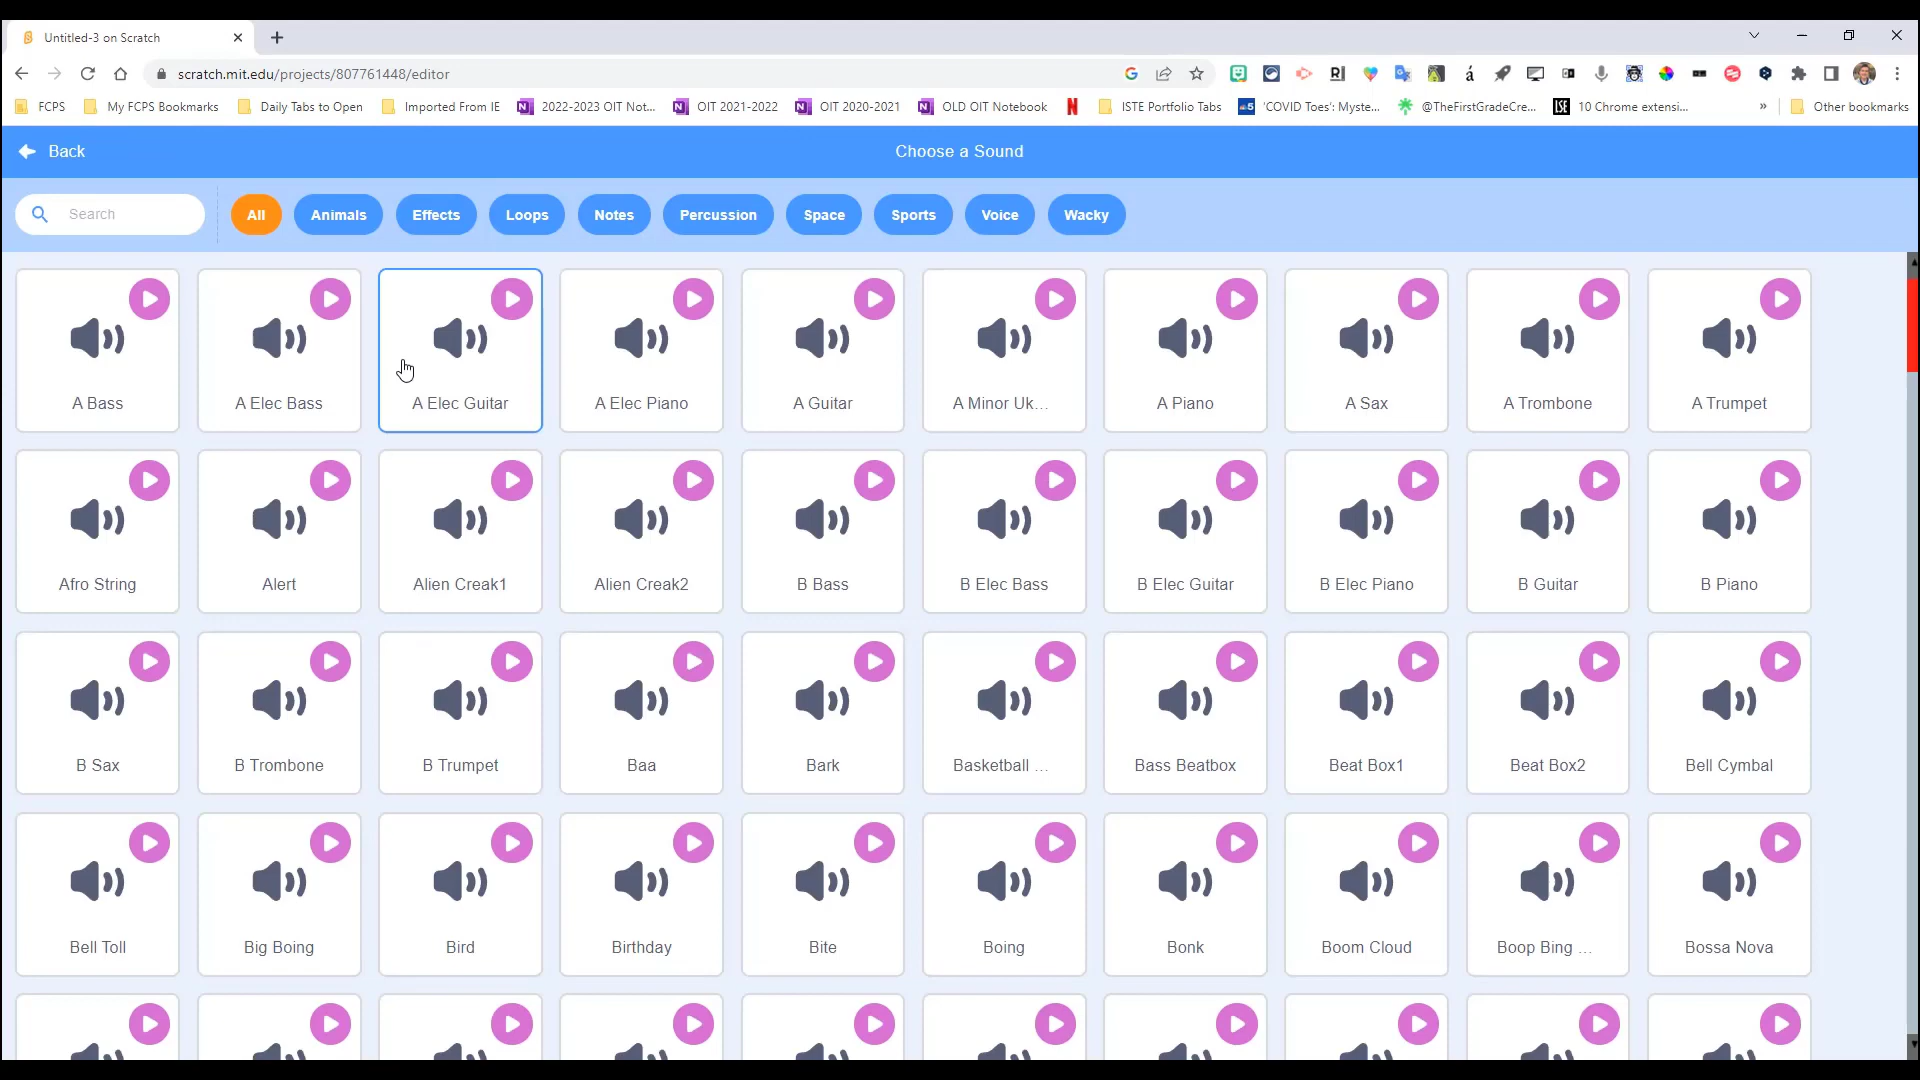 Untitled-3 on Scratch
scratch.mit.edu/projects/807761448/editor
FCPS My FCPS Bookmarks Daily Tabs to Open Imported From IE 2022-2023 OIT Not... OIT 2021-2022 OIT 2020-2021 OLD OIT Notebook ISTE Portfolio Tabs 'COVID Toes': Myste... @TheFirstGradeCre... 10 Chrome extensi... » Other bookmarks
Back Choose a Sound
Search All Animals Effects Loops Notes Percussion Space Sports Voice Wacky
A Bass A Elec Bass A Elec Guitar A Elec Piano A Guitar A Minor Uk... A Piano A Sax A Trombone A Trumpet
Afro String Alert Alien Creak1 Alien Creak2 B Bass B Elec Bass B Elec Guitar B Elec Piano B Guitar B Piano
B Sax B Trombone B Trumpet Baa Bark Basketball ... Bass Beatbox Beat Box1 Beat Box2 Bell Cymbal
Bell Toll Big Boing Bird Birthday Bite Boing Bonk Boom Cloud Boop Bing ... Bossa Nova